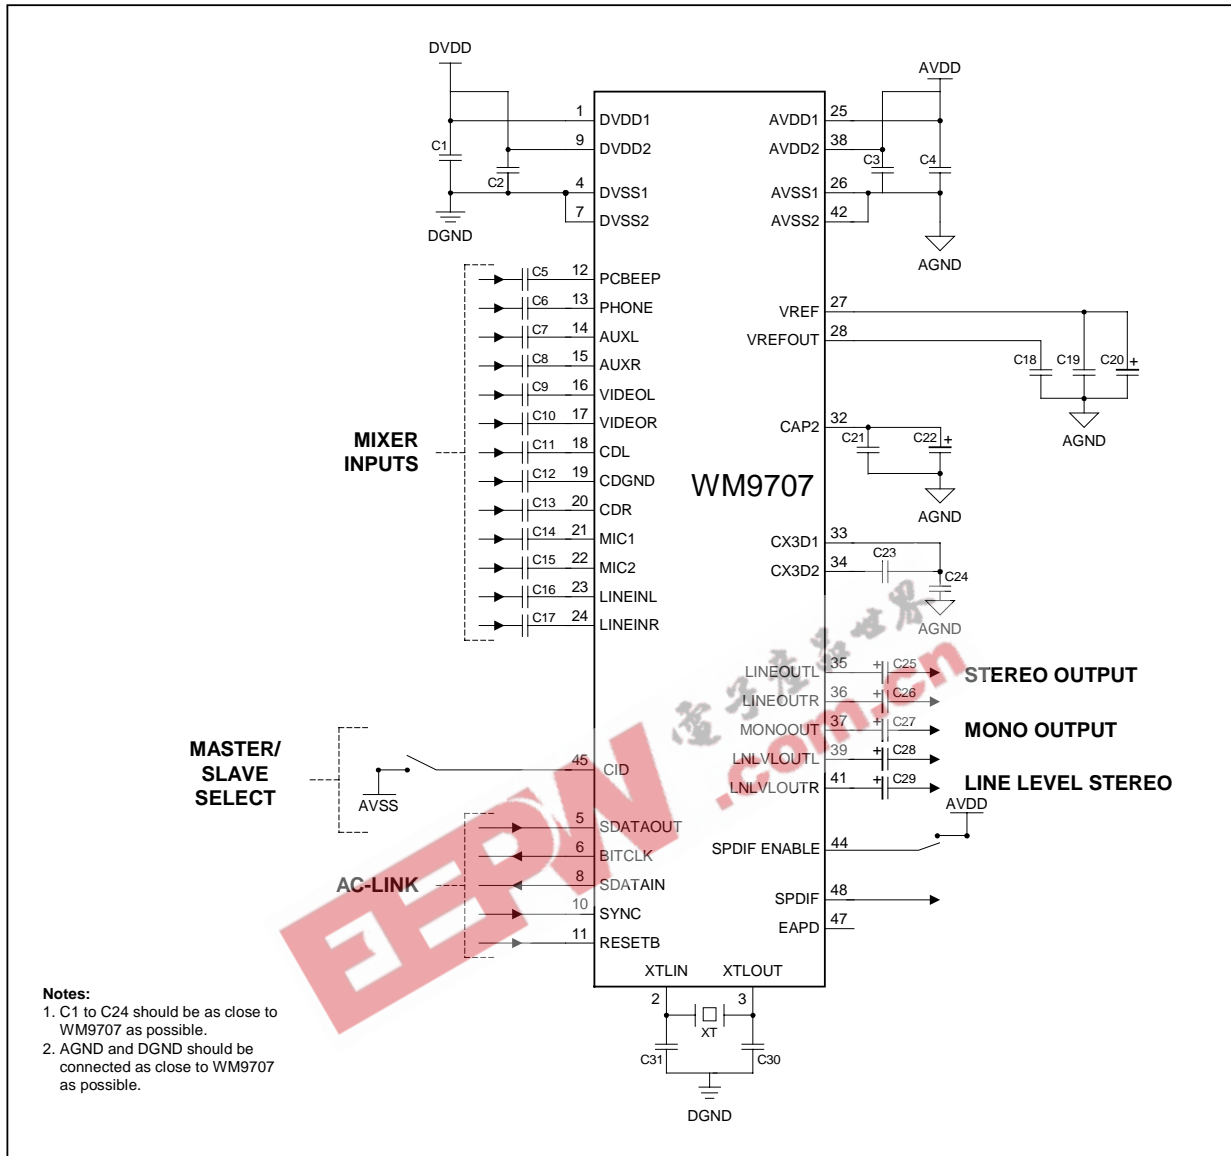 DVDD
AVDD
1 DVDD1
9 DVDD2
4 DVSS1
7 DVSS2
C1
C2
DGND
AVDD1 25
AVDD2 38
AVSS1 26
AVSS2 42
C3
C4
AGND
MIXER
INPUTS
C5 12 PCBEEP
C6 13 PHONE
C7 14 AUXL
C8 15 AUXR
C9 16 VIDEOL
C10 17 VIDEOR
C11 18 CDL
C12 19 CDGND
C13 20 CDR
C14 21 MIC1
C15 22 MIC2
C16 23 LINEINL
C17 24 LINEINR
WM9707
VREF 27
VREFOUT 28
C18 C19 C20 +
AGND
CAP2 32
C21 C22 +
AGND
CX3D1 33
CX3D2 34
C23
C24
AGND
LINEOUTL 35 + C25 STEREO OUTPUT
LINEOUTR 36 + C26
MONOOUT 37 + C27 MONO OUTPUT
LNLVLOUTL 39 + C28
LNLVLOUTR 41 + C29 LINE LEVEL STEREO
AVDD
SPDIF ENABLE 44
SPDIF 48
EAPD 47
MASTER/
SLAVE
SELECT
AVSS
45 CID
AC-LINK
5 SDATAOUT
6 BITCLK
8 SDATAIN
10 SYNC
11 RESETB
XTLIN XTLOUT
2 3
XT
C31 C30
DGND
Notes:
1. C1 to C24 should be as close to
WM9707 as possible.
2. AGND and DGND should be
connected as close to WM9707
as possible.
EEPW
.com.cn
電子產品世界